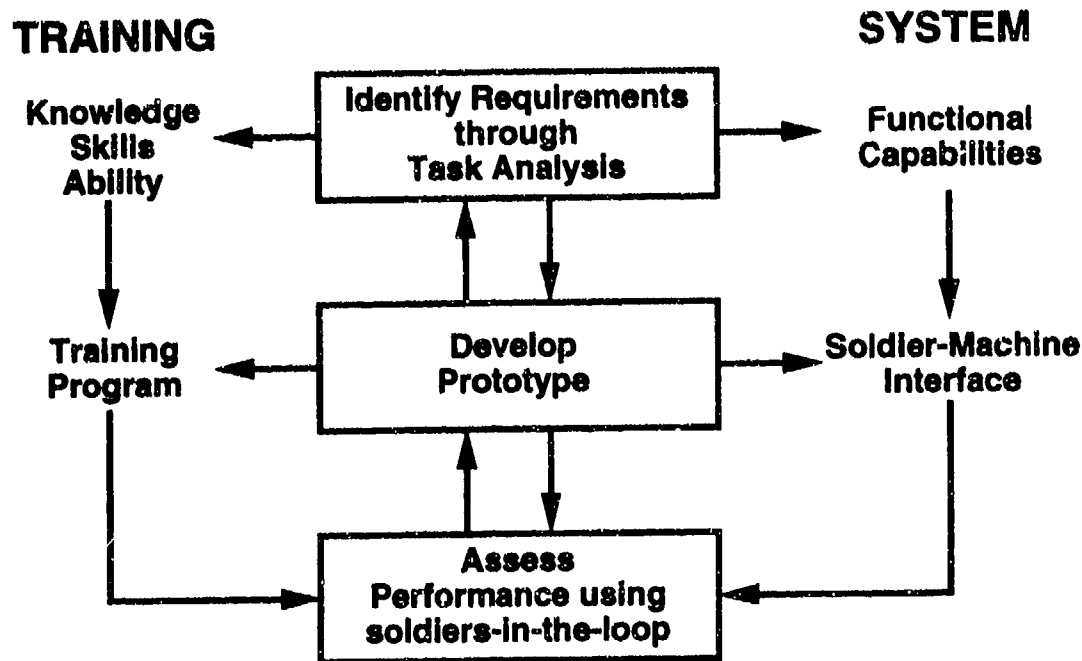 TRAINING
SYSTEM
Knowledge
Skills
Ability
Identify Requirements
through
Task Analysis
Functional
Capabilities
Training
Program
Develop
Prototype
Soldier-Machine
Interface
Assess
Performance using
soldiers-in-the-loop